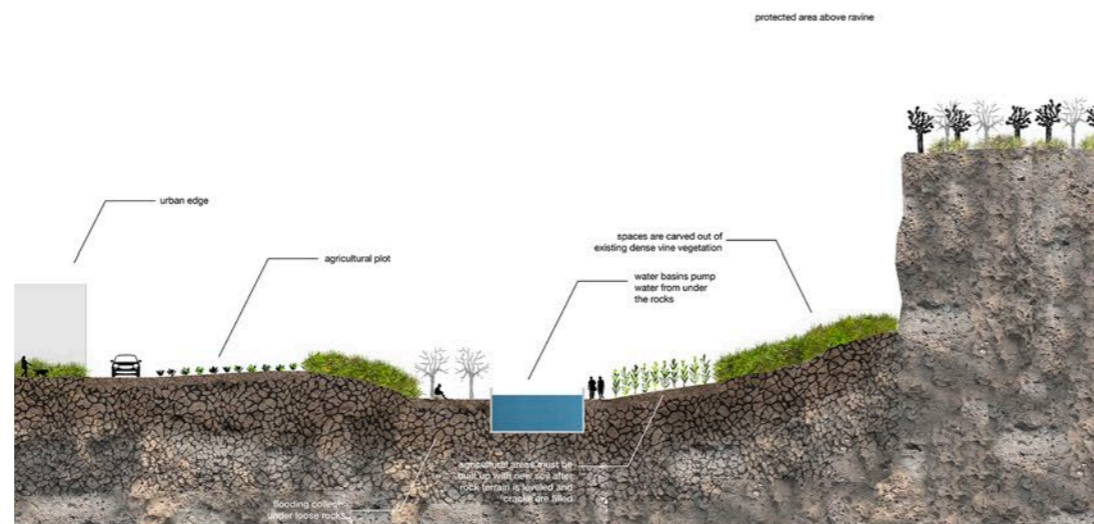 protected area above ravine
urban edge
spaces are carved out of
existing dense vine vegetation
agricultural plot
water basins pump
water from under
the rocks
agricultural areas must be
built up with new soil after
rock terrain is levelled and
cracks are filled
flooding collects
under loose rocks